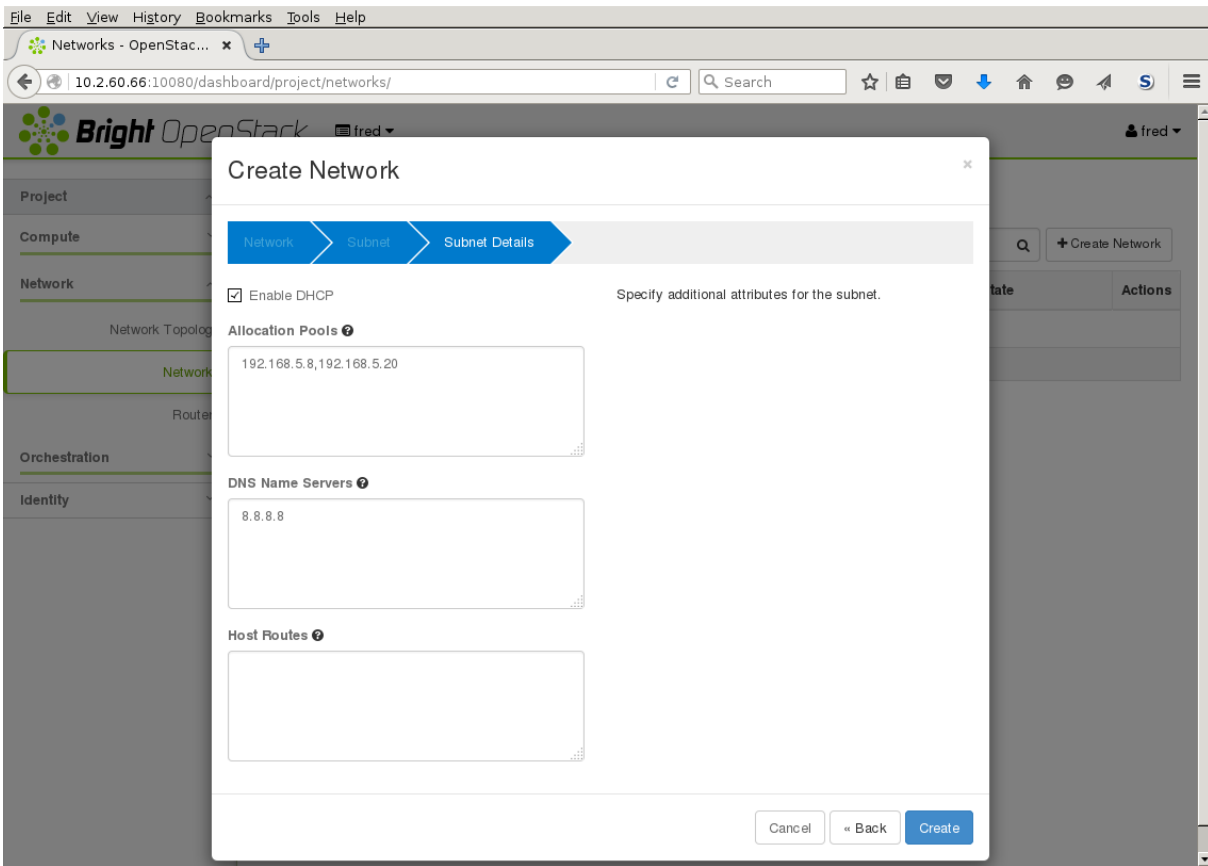 File Edit View History Bookmarks Tools Help
Networks - OpenStac...
10.2.60.66:10080/dashboard/project/networks/
Search
S
Bright OpenStack
fred
fred
Create Network
×
Project
Compute
Network
Network Topolog
Network
Router
Orchestration
Identity
+ Create Network
tate
Actions
Network
Subnet
Subnet Details
Enable DHCP
Specify additional attributes for the subnet.
Allocation Pools
192.168.5.8,192.168.5.20
DNS Name Servers
8.8.8.8
Host Routes
Cancel
« Back
Create